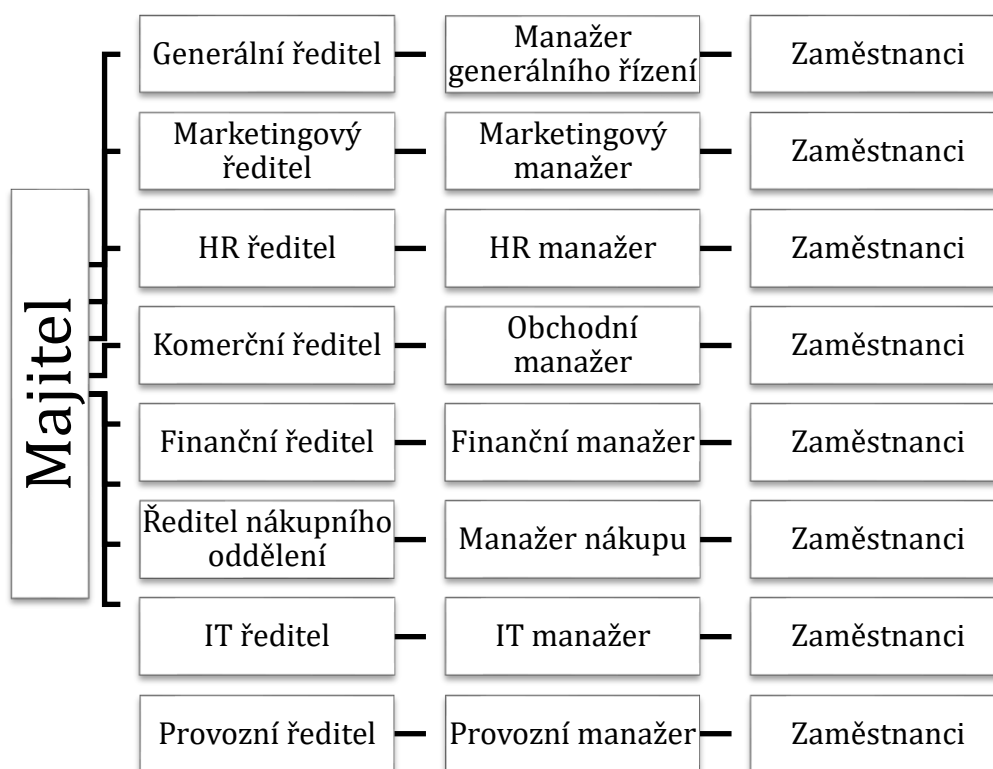 Majitel
Generální ředitel
Manažer
generálního řízení
Zaměstnanci
Marketingový
ředitel
Marketingový
manažer
Zaměstnanci
HR ředitel
HR manažer
Zaměstnanci
Komerční ředitel
Obchodní
manažer
Zaměstnanci
Finanční ředitel
Finanční manažer
Zaměstnanci
Ředitel nákupního
oddělení
Manažer nákupu
Zaměstnanci
IT ředitel
IT manažer
Zaměstnanci
Provozní ředitel
Provozní manažer
Zaměstnanci